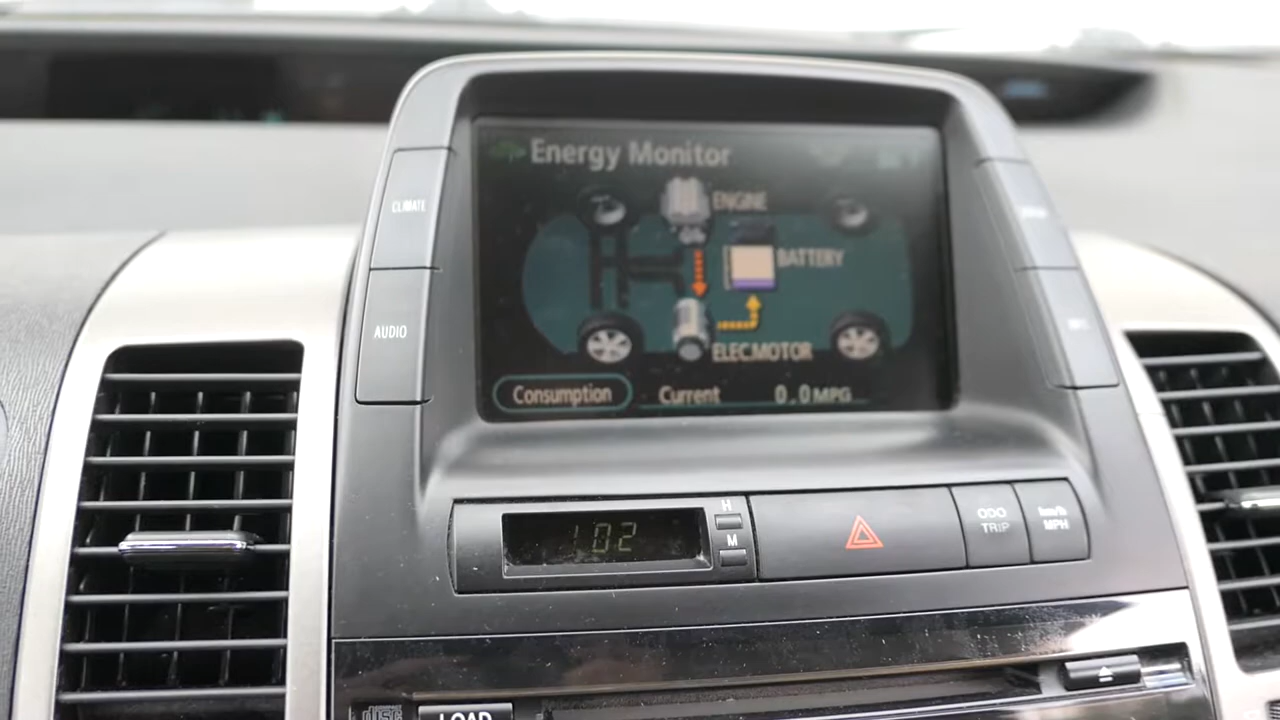 Energy Monitor
CLIMATE
ENGINE
BATTERY
AUDIO
ELEC.MOTOR
Consumption Current 0.0 MPG
H
1:02
M
ODO
TRIP
km/h
MPH
LOAD